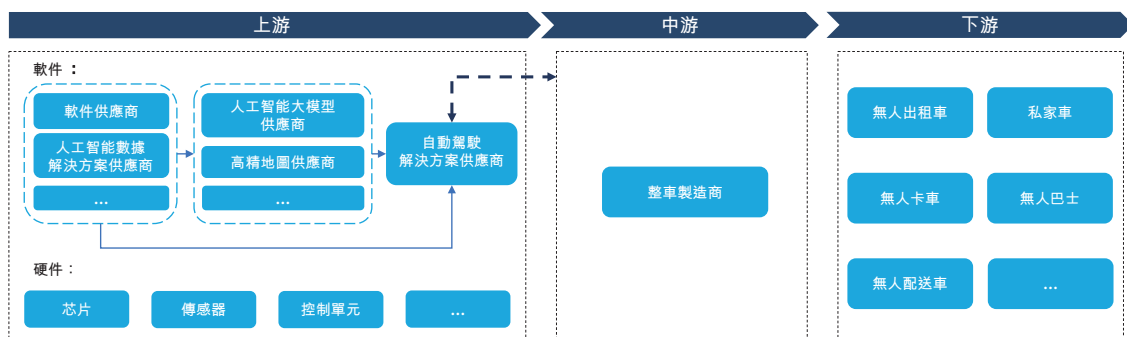 上游
中游
下游
軟件：
軟件供應商
人工智能數據
解決方案供應商
...
人工智能大模型
供應商
高精地圖供應商
...
自動駕駛
解決方案供應商
硬件：
芯片
傳感器
控制單元
...
整車製造商
無人出租車
私家車
無人卡車
無人巴士
無人配送車
...